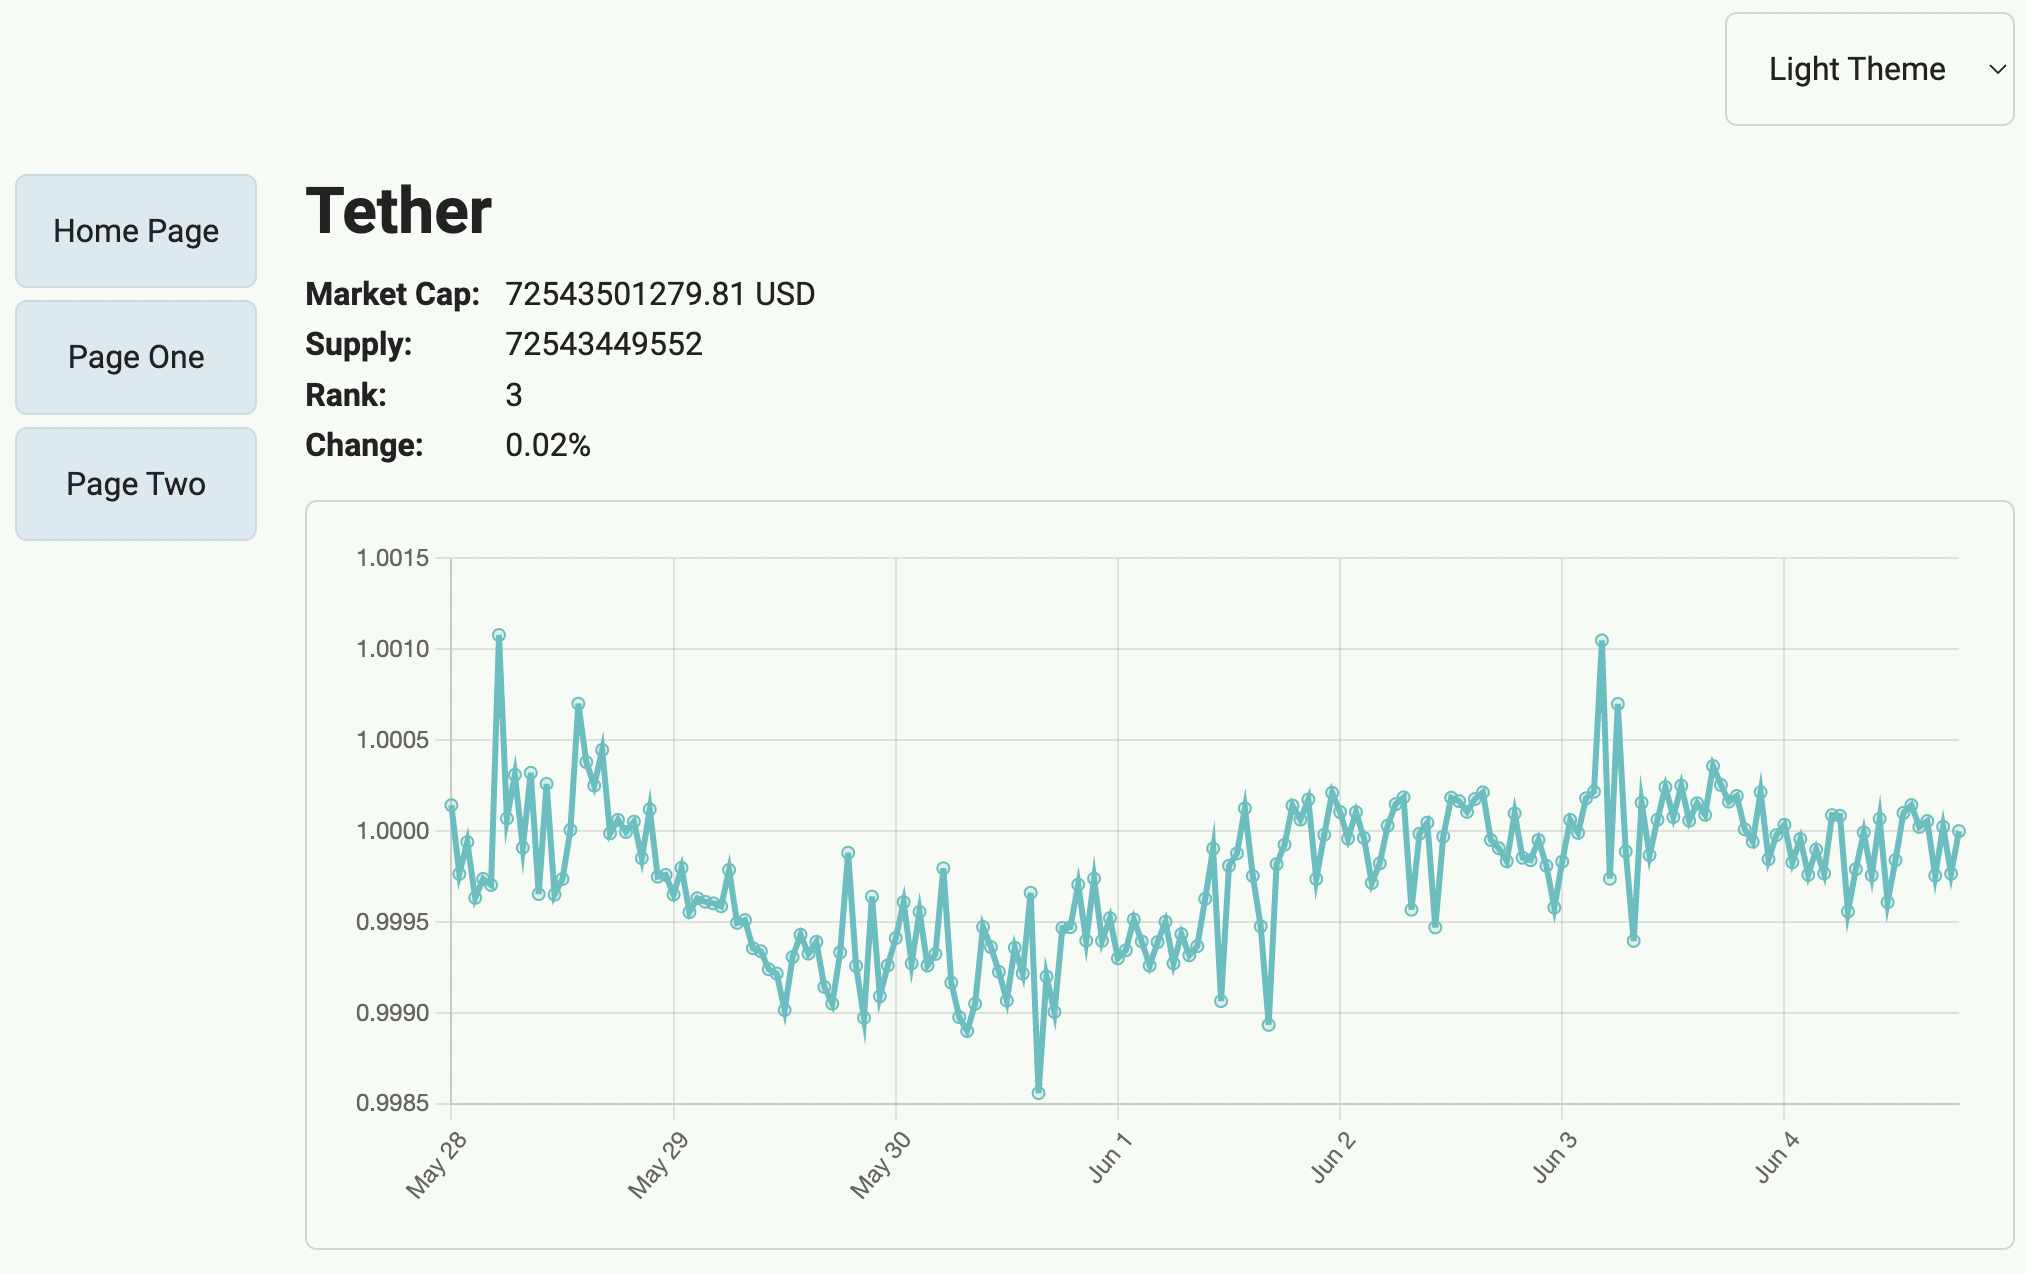 Light Theme
Home Page
Page One
Page Two
Tether
Market Cap: 72543501279.81 USD
Supply: 72543449552
Rank: 3
Change: 0.02%
1.0015
1.0010
1.0005
1.0000
0.9995
0.9990
0.9985
May 28
May 29
May 30
Jun 1
Jun 2
Jun 3
Jun 4